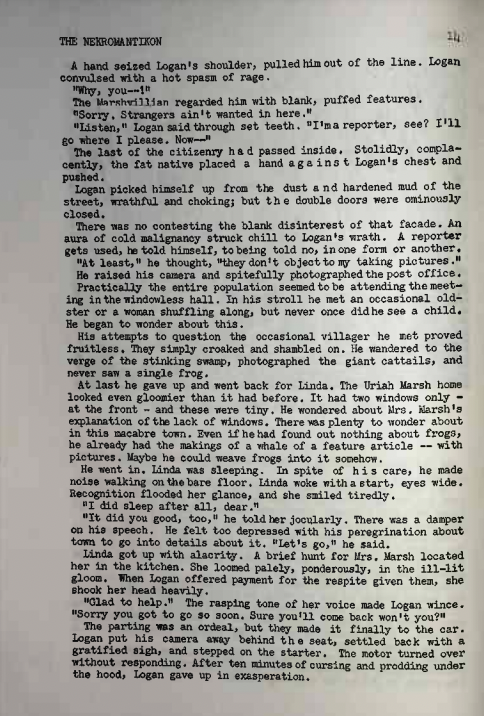 THE NEKROMANTIKON 14
A hand seized Logan's shoulder, pulled him out of the line. Logan
convulsed with a hot spasm of rage.
"Why, you--!"
The Marshvillian regarded him with blank, puffed features.
"Sorry. Strangers ain't wanted in here."
"Listen," Logan said through set teeth. "I'm a reporter, see? I'll
go where I please. Now--"
The last of the citizenry had passed inside. Stolidly, compla-
cently, the fat native placed a hand against Logan's chest and
pushed.
Logan picked himself up from the dust and hardened mud of the
street, wrathful and choking; but the double doors were ominously
closed.
There was no contesting the blank disinterest of that facade. An
aura of cold malignancy struck chill to Logan's wrath. A reporter
gets used, he told himself, to being told no, in one form or another.
"At least," he thought, "they don't object to my taking pictures."
He raised his camera and spitefully photographed the post office.
Practically the entire population seemed to be attending the meet-
ing in the windowless hall. In his stroll he met an occasional old-
ster or a woman shuffling along, but never once did he see a child.
He began to wonder about this.
His attempts to question the occasional villager he met proved
fruitless. They simply croaked and shambled on. He wandered to the
verge of the stinking swamp, photographed the giant cattails, and
never saw a single frog.
At last he gave up and went back for Linda. The Uriah Marsh home
looked even gloomier than it had before. It had two windows only -
at the front - and these were tiny. He wondered about Mrs. Marsh's
explanation of the lack of windows. There was plenty to wonder about
in this macabre town. Even if he had found out nothing about frogs,
he already had the makings of a whale of a feature article -- with
pictures. Maybe he could weave frogs into it somehow.
He went in. Linda was sleeping. In spite of his care, he made
noise walking on the bare floor. Linda woke with a start, eyes wide.
Recognition flooded her glance, and she smiled tiredly.
"I did sleep after all, dear."
"It did you good, too," he told her jocularly. There was a damper
on his speech. He felt too depressed with his peregrination about
town to go into details about it. "Let's go," he said.
Linda got up with alacrity. A brief hunt for Mrs. Marsh located
her in the kitchen. She loomed palely, ponderously, in the ill-lit
gloom. When Logan offered payment for the respite given them, she
shook her head heavily.
"Glad to help." The rasping tone of her voice made Logan wince.
"Sorry you got to go so soon. Sure you'll come back won't you?"
The parting was an ordeal, but they made it finally to the car.
Logan put his camera away behind the seat, settled back with a
gratified sigh, and stepped on the starter. The motor turned over
without responding. After ten minutes of cursing and prodding under
the hood, Logan gave up in exasperation.